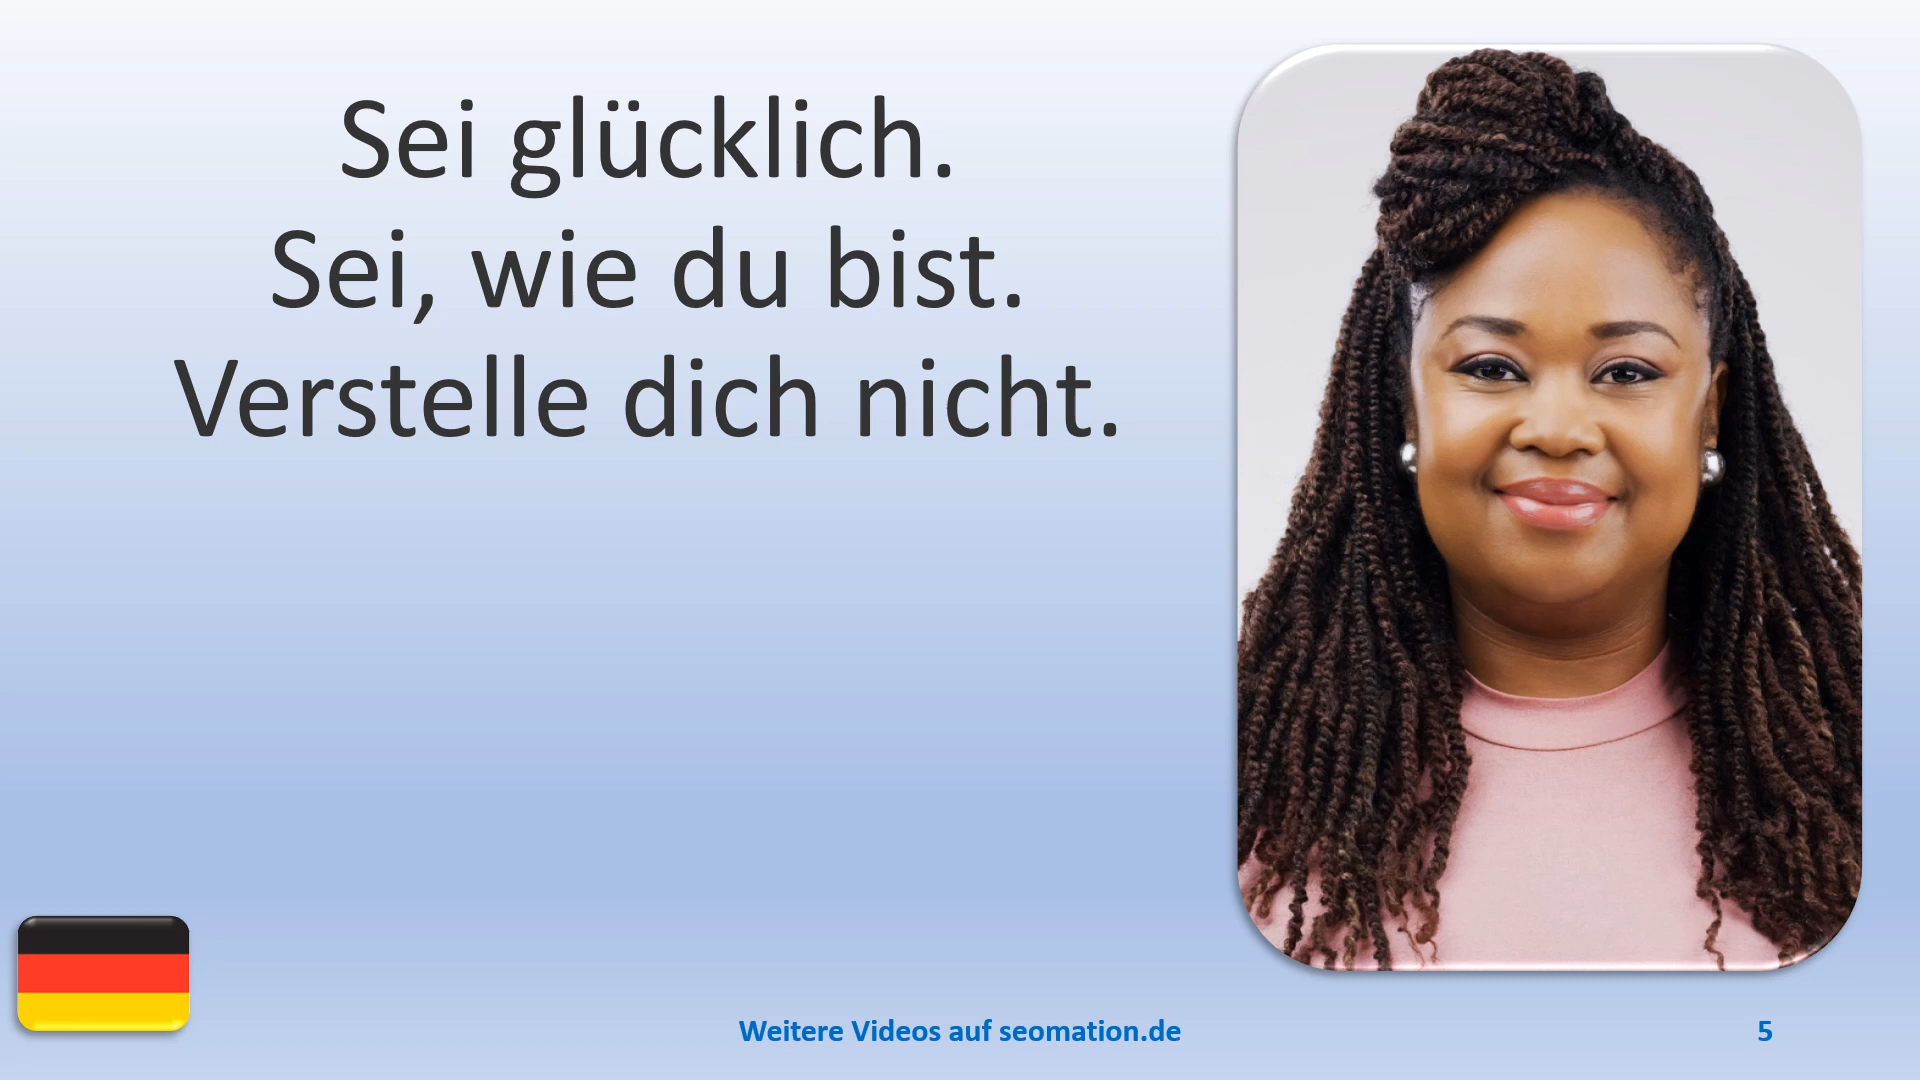 Sei glücklich.
Sei, wie du bist.
Verstelle dich nicht.
Weitere Videos auf seomation.de
5